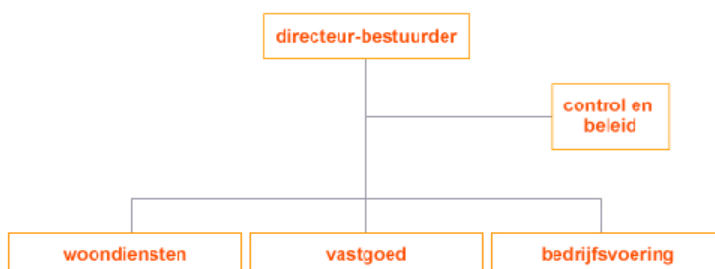 directeur-bestuurder
control en
beleid
woondiensten
vastgoed
bedrijfsvoering